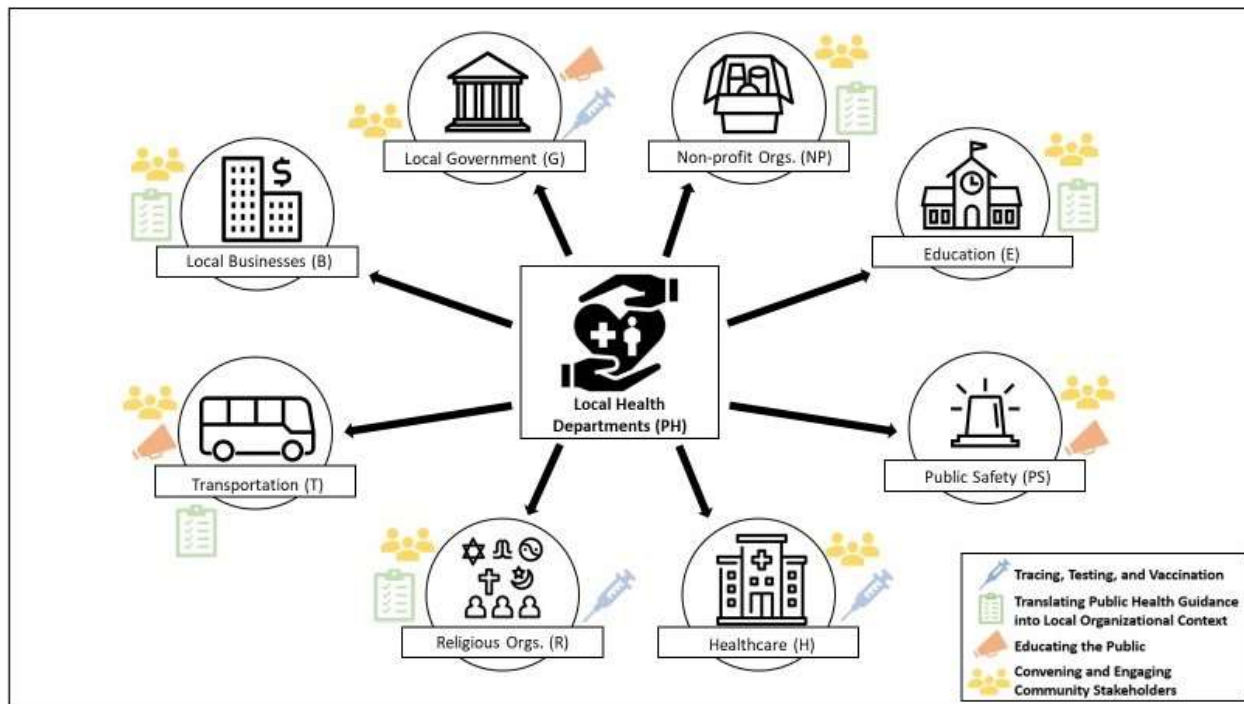 Local Government (G)
Non-profit Orgs. (NP)
$
Local Businesses (B)
Education (E)
Local Health
Departments (PH)
Transportation (T)
Public Safety (PS)
Religious Orgs. (R)
Healthcare (H)
Tracing, Testing, and Vaccination
Translating Public Health Guidance
into Local Organizational Context
Educating the Public
Convening and Engaging
Community Stakeholders